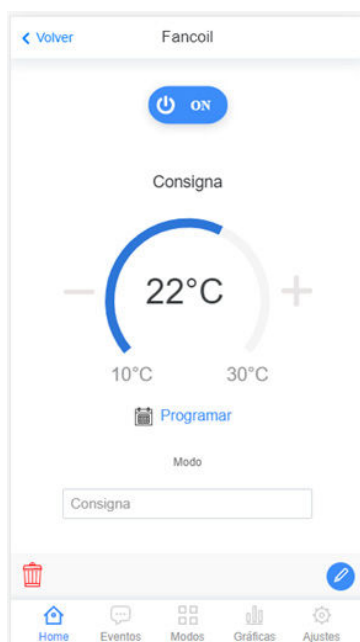 Volver Fancoil
ON
Consigna
22°C
10°C 30°C
Programar
Modo
Consigna
Home Eventos Modos Gráficas Ajustes